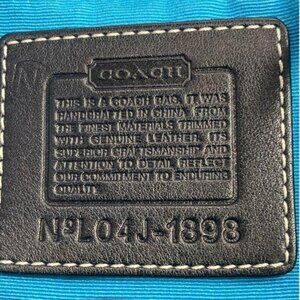 COACH
THIS IS A COACH BAG. IT WAS
HANDCRAFTED IN CHINA, FROM
THE FINEST MATERIALS TRIMMED
WITH GENUINE LEATHER. ITS
SUPERIOR CRAFTSMANSHIP AND
ATTENTION TO DETAIL REFLECT
OUR COMMITMENT TO ENDURING
QUALITY.
NºL04J-1898